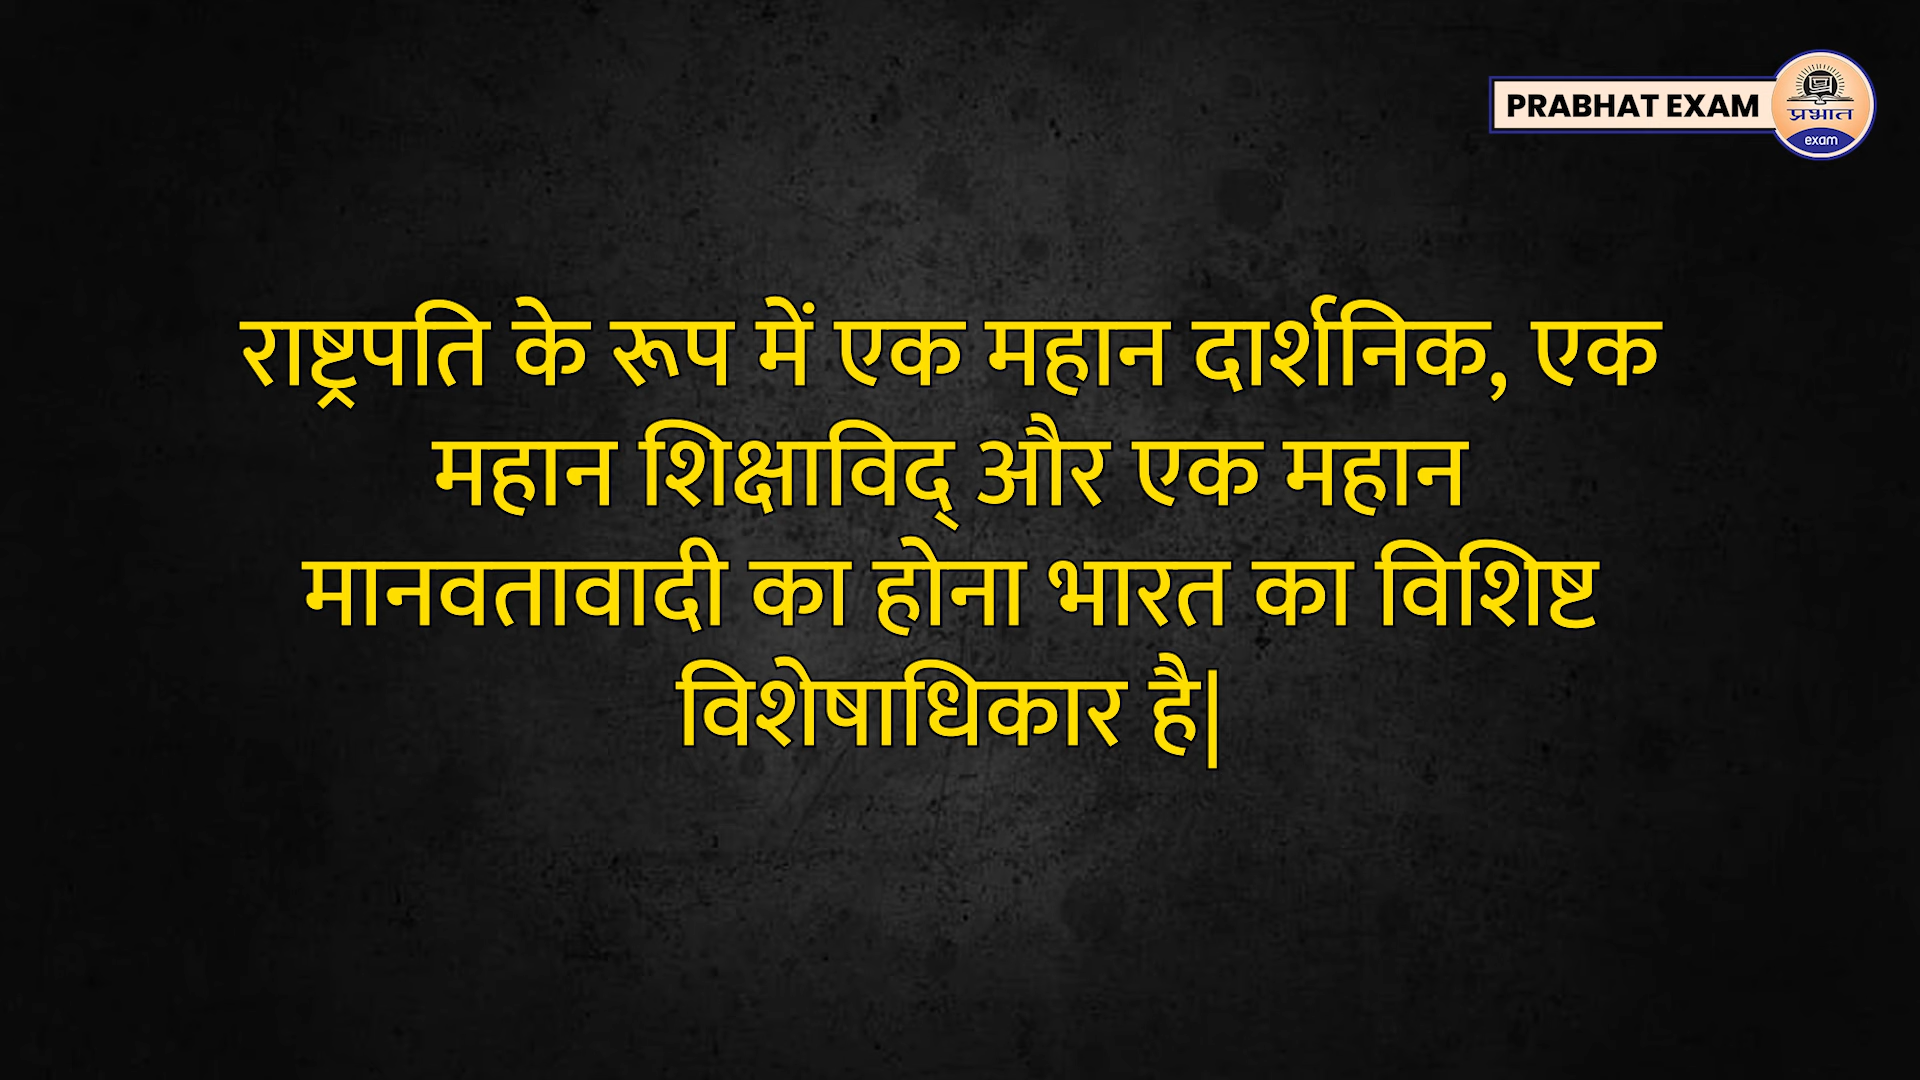 PRABHAT EXAM
प्रभात
exam
राष्ट्रपति के रूप में एक महान दार्शनिक, एक
महान शिक्षाविद् और एक महान
मानवतावादी का होना भारत का विशिष्ट
विशेषाधिकार है|